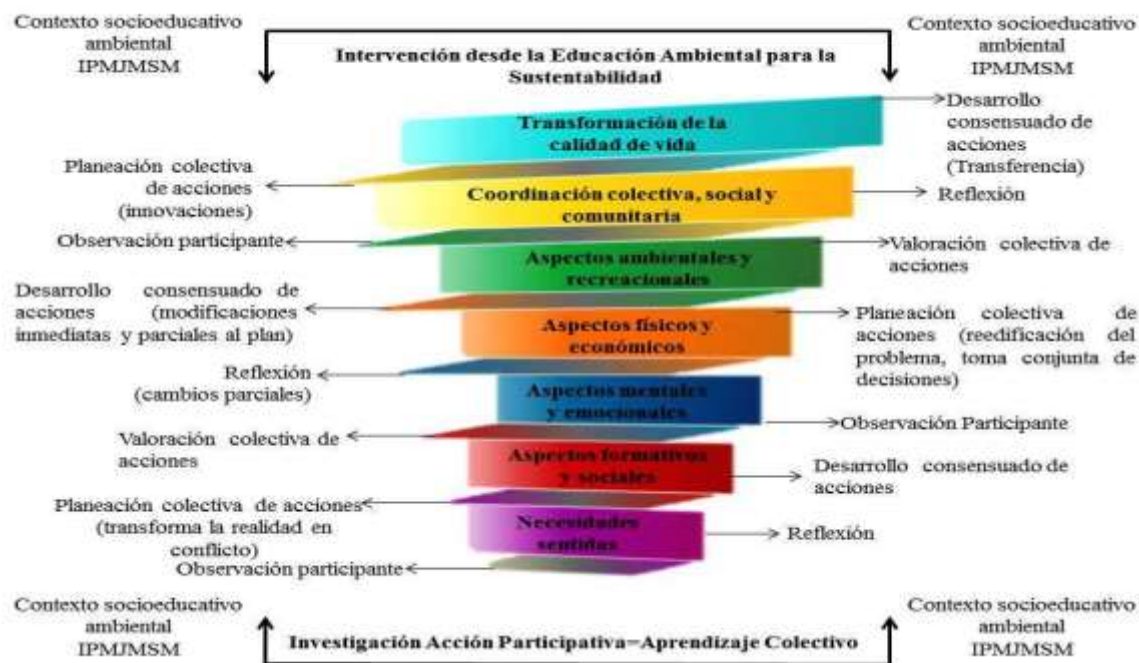 Contexto socioeducativo
ambiental
IPMJMSM
Intervención desde la Educación Ambiental para la
Sustentabilidad
Contexto socioeducativo
ambiental
IPMJMSM
Transformación de la
calidad de vida
Desarrollo
consensuado de
acciones
(Transferencia)
Planeación colectiva
de acciones
(innovaciones)
Coordinación colectiva, social y
comunitaria
Reflexión
Observación participante
Aspectos ambientales y
recreacionales
Valoración colectiva de
acciones
Desarrollo consensuado de
acciones (modificaciones
inmediatas y parciales al plan)
Aspectos físicos y
económicos
Planeación colectiva de
acciones (reedificación del
problema, toma conjunta de
decisiones)
Reflexión
(cambios parciales)
Aspectos mentales
y emocionales
Observación Participante
Valoración colectiva de
acciones
Aspectos formativos
y sociales
Desarrollo consensuado de
acciones
Planeación colectiva de acciones
(transforma la realidad en
conflicto)
Necesidades
sentidas
Reflexión
Observación participante
Contexto socioeducativo
ambiental
IPMJMSM
Investigación Acción Participativa=Aprendizaje Colectivo
Contexto socioeducativo
ambiental
IPMJMSM